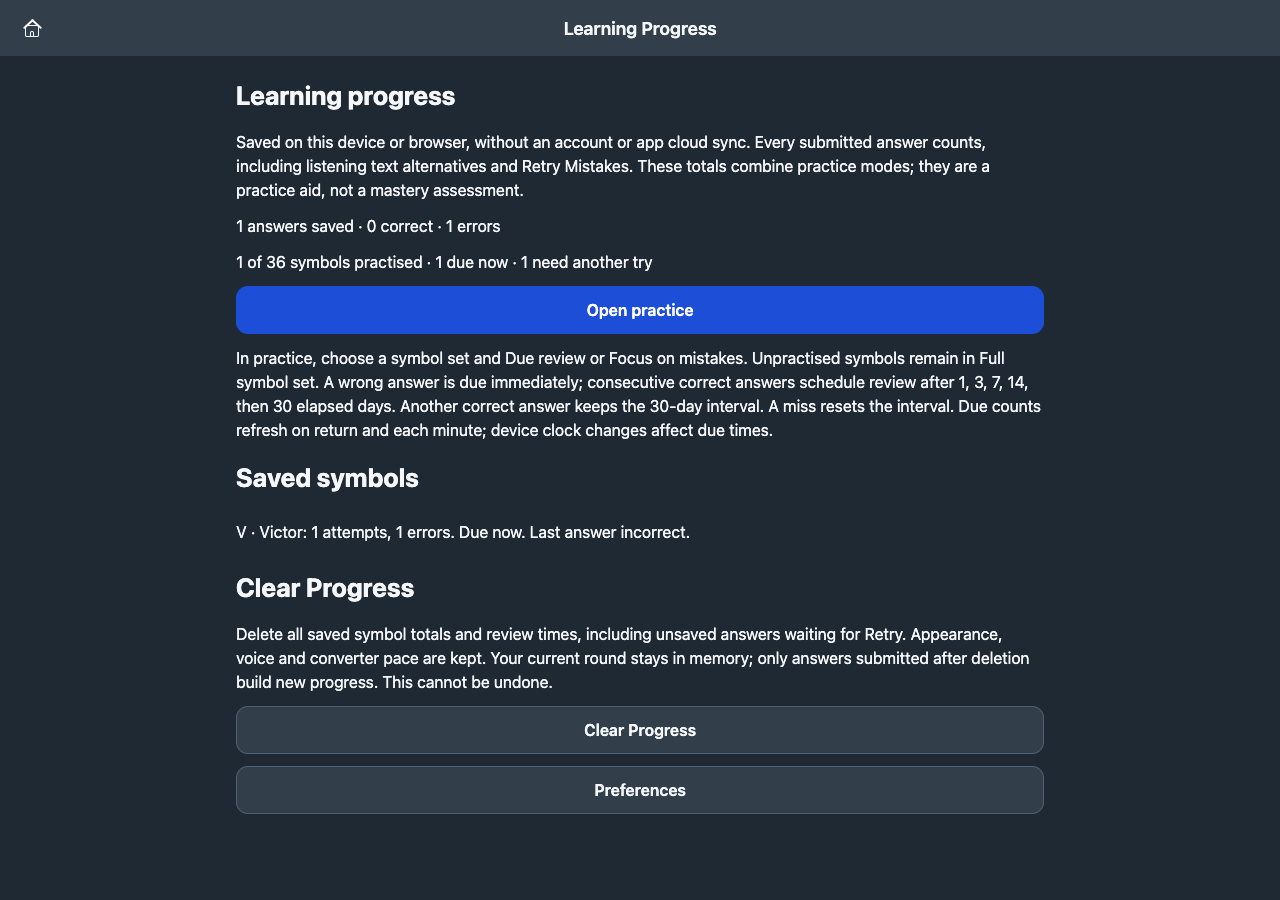 Learning Progress
Learning progress
Saved on this device or browser, without an account or app cloud sync. Every submitted answer counts,
including listening text alternatives and Retry Mistakes. These totals combine practice modes; they are a
practice aid, not a mastery assessment.
1 answers saved · 0 correct · 1 errors
1 of 36 symbols practised · 1 due now · 1 need another try
Open practice
In practice, choose a symbol set and Due review or Focus on mistakes. Unpractised symbols remain in Full
symbol set. A wrong answer is due immediately; consecutive correct answers schedule review after 1, 3, 7, 14,
then 30 elapsed days. Another correct answer keeps the 30-day interval. A miss resets the interval. Due counts
refresh on return and each minute; device clock changes affect due times.
Saved symbols
V · Victor: 1 attempts, 1 errors. Due now. Last answer incorrect.
Clear Progress
Delete all saved symbol totals and review times, including unsaved answers waiting for Retry. Appearance,
voice and converter pace are kept. Your current round stays in memory; only answers submitted after deletion
build new progress. This cannot be undone.
Clear Progress
Preferences